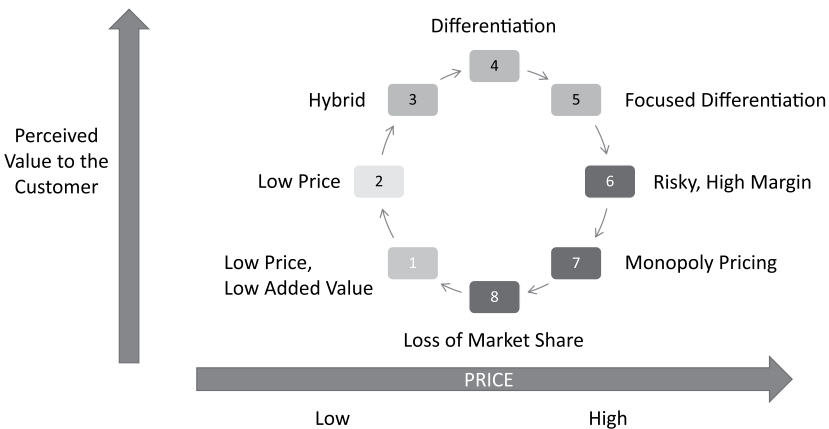 Differentiation
4
Hybrid
3
5
Focused Differentiation
Perceived
Value to the
Customer
Low Price
2
6
Risky, High Margin
Low Price,
Low Added Value
1
7
Monopoly Pricing
8
Loss of Market Share
PRICE
Low
High